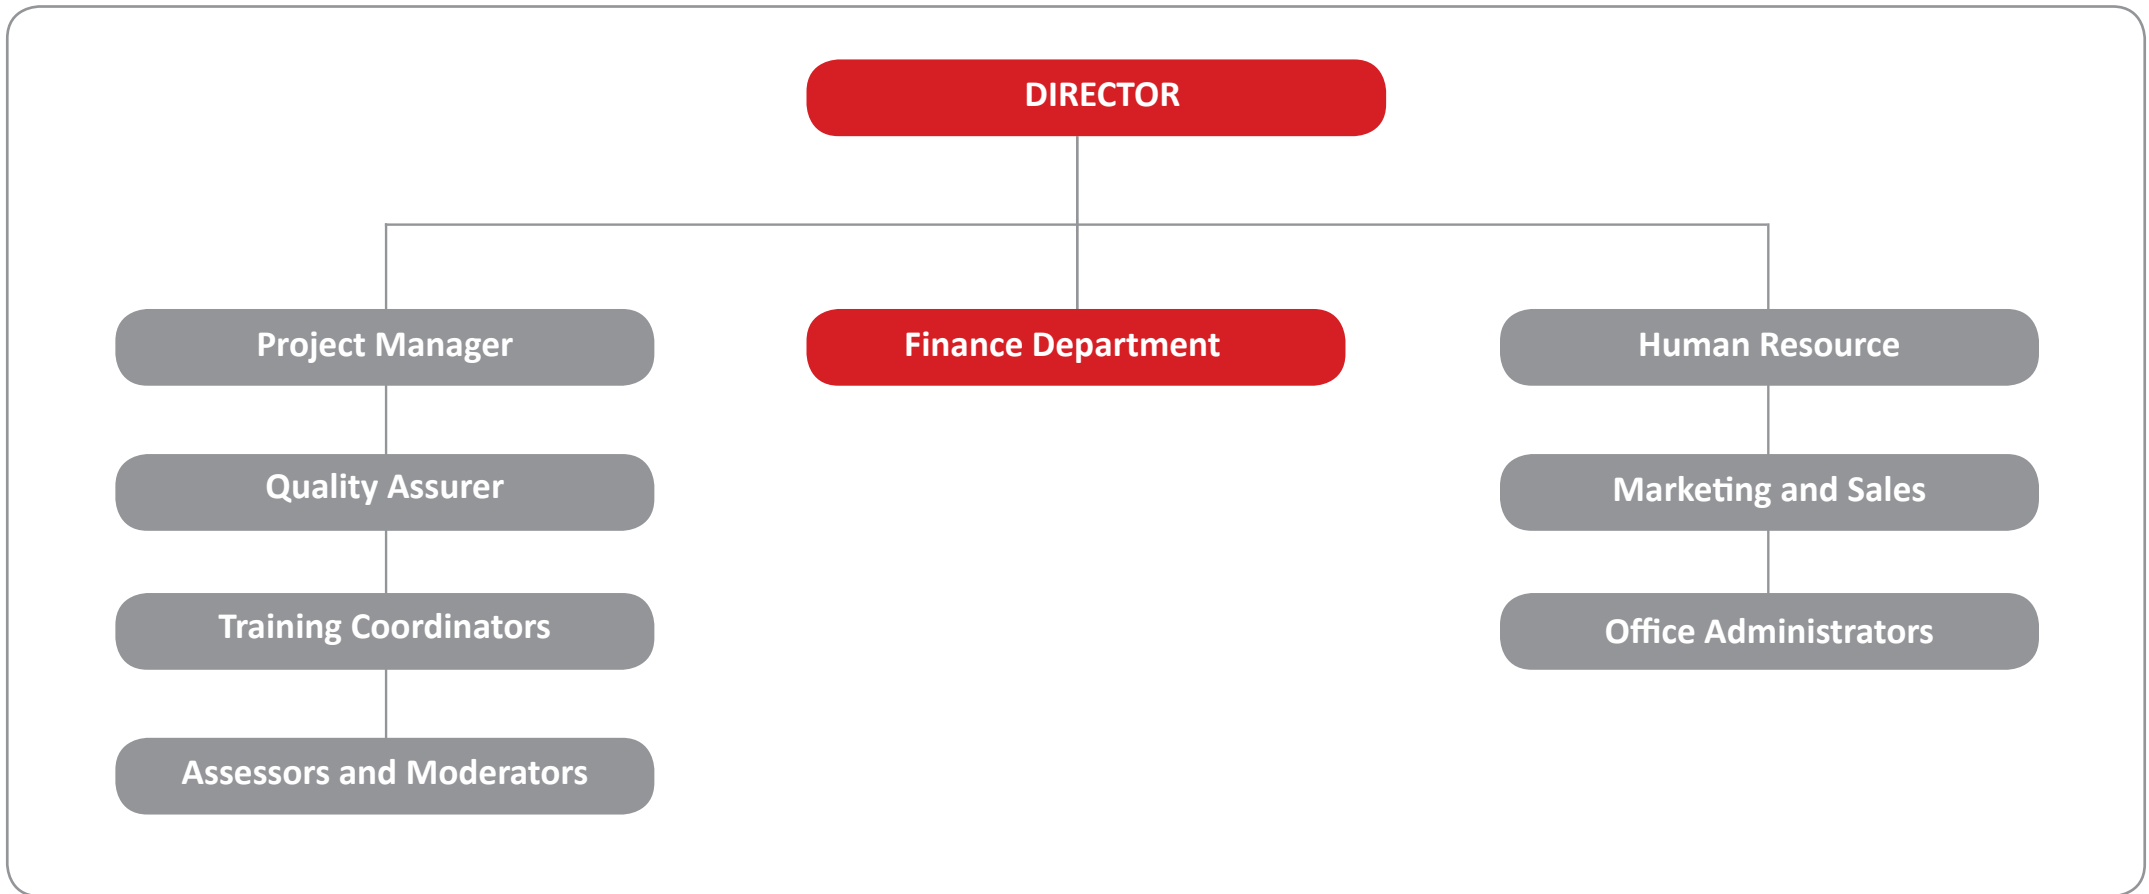 DIRECTOR
Project Manager
Finance Department
Human Resource
Quality Assurer
Marketing and Sales
Training Coordinators
Office Administrators
Assessors and Moderators